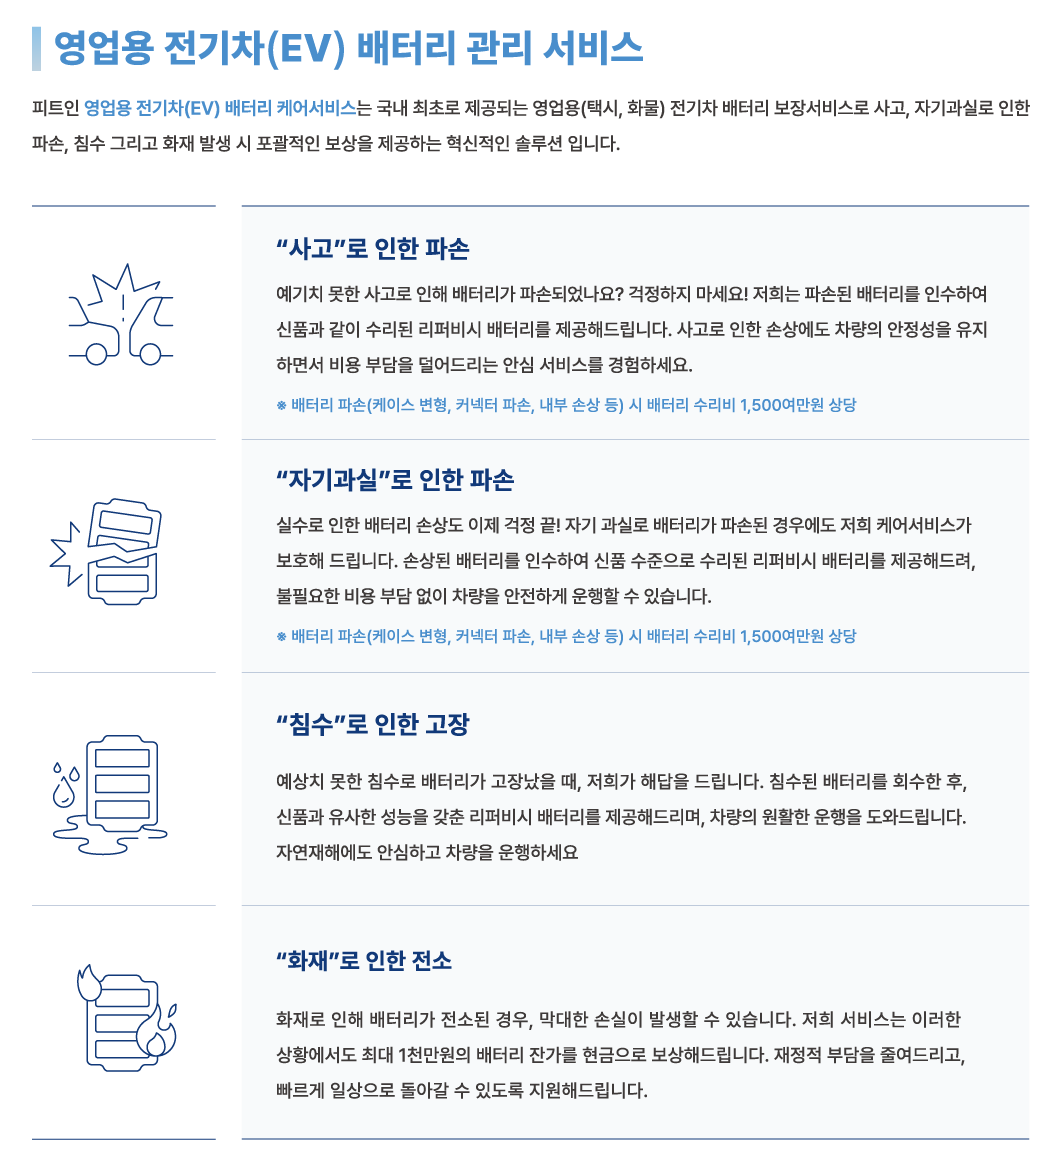 영업용 전기차(EV) 배터리 관리 서비스
피트인 영업용 전기차(EV) 배터리 케어서비스는 국내 최초로 제공되는 영업용(택시, 화물) 전기차 배터리 보장서비스로 사고, 자기과실로 인한
파손, 침수 그리고 화재 발생 시 포괄적인 보상을 제공하는 혁신적인 솔루션 입니다.
“사고”로 인한 파손
예기치 못한 사고로 인해 배터리가 파손되었나요? 걱정하지 마세요! 저희는 파손된 배터리를 인수하여
신품과 같이 수리된 리퍼비시 배터리를 제공해드립니다. 사고로 인한 손상에도 차량의 안정성을 유지
하면서 비용 부담을 덜어드리는 안심 서비스를 경험하세요.
※ 배터리 파손(케이스 변형, 커넥터 파손, 내부 손상 등) 시 배터리 수리비 1,500여만원 상당
“자기과실”로 인한 파손
실수로 인한 배터리 손상도 이제 걱정 끝! 자기 과실로 배터리가 파손된 경우에도 저희 케어서비스가
보호해 드립니다. 손상된 배터리를 인수하여 신품 수준으로 수리된 리퍼비시 배터리를 제공해드려,
불필요한 비용 부담 없이 차량을 안전하게 운행할 수 있습니다.
※ 배터리 파손(케이스 변형, 커넥터 파손, 내부 손상 등) 시 배터리 수리비 1,500여만원 상당
“침수”로 인한 고장
예상치 못한 침수로 배터리가 고장났을 때, 저희가 해답을 드립니다. 침수된 배터리를 회수한 후,
신품과 유사한 성능을 갖춘 리퍼비시 배터리를 제공해드리며, 차량의 원활한 운행을 도와드립니다.
자연재해에도 안심하고 차량을 운행하세요
“화재”로 인한 전소
화재로 인해 배터리가 전소된 경우, 막대한 손실이 발생할 수 있습니다. 저희 서비스는 이러한
상황에서도 최대 1천만원의 배터리 잔가를 현금으로 보상해드립니다. 재정적 부담을 줄여드리고,
빠르게 일상으로 돌아갈 수 있도록 지원해드립니다.